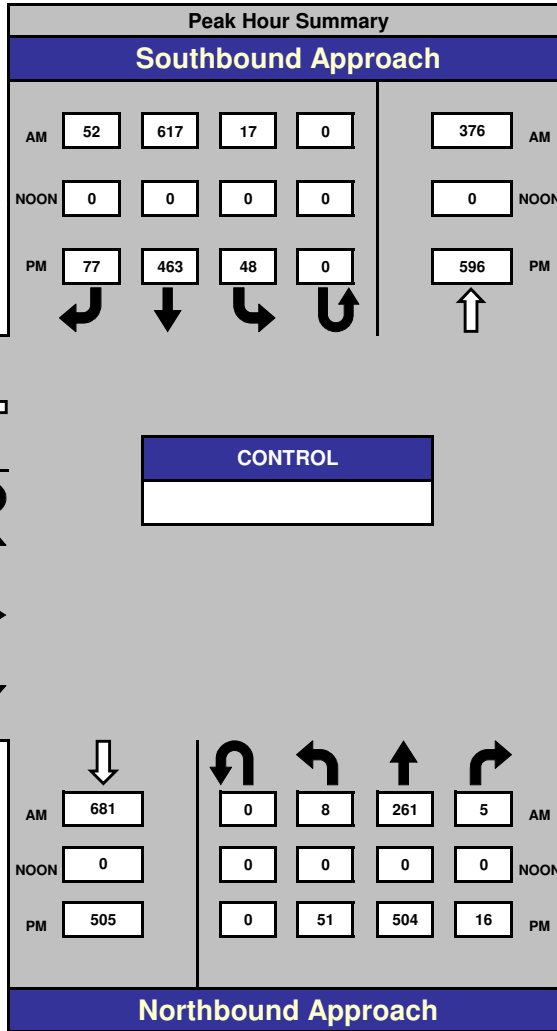 Peak Hour Summary
Southbound Approach
AM 52 617 17 0 376 AM
NOON 0 0 0 0 0 NOON
PM 77 463 48 0 596 PM
CONTROL
AM 681 0 8 261 5 AM
NOON 0 0 0 0 0 NOON
PM 505 0 51 504 16 PM
Northbound Approach